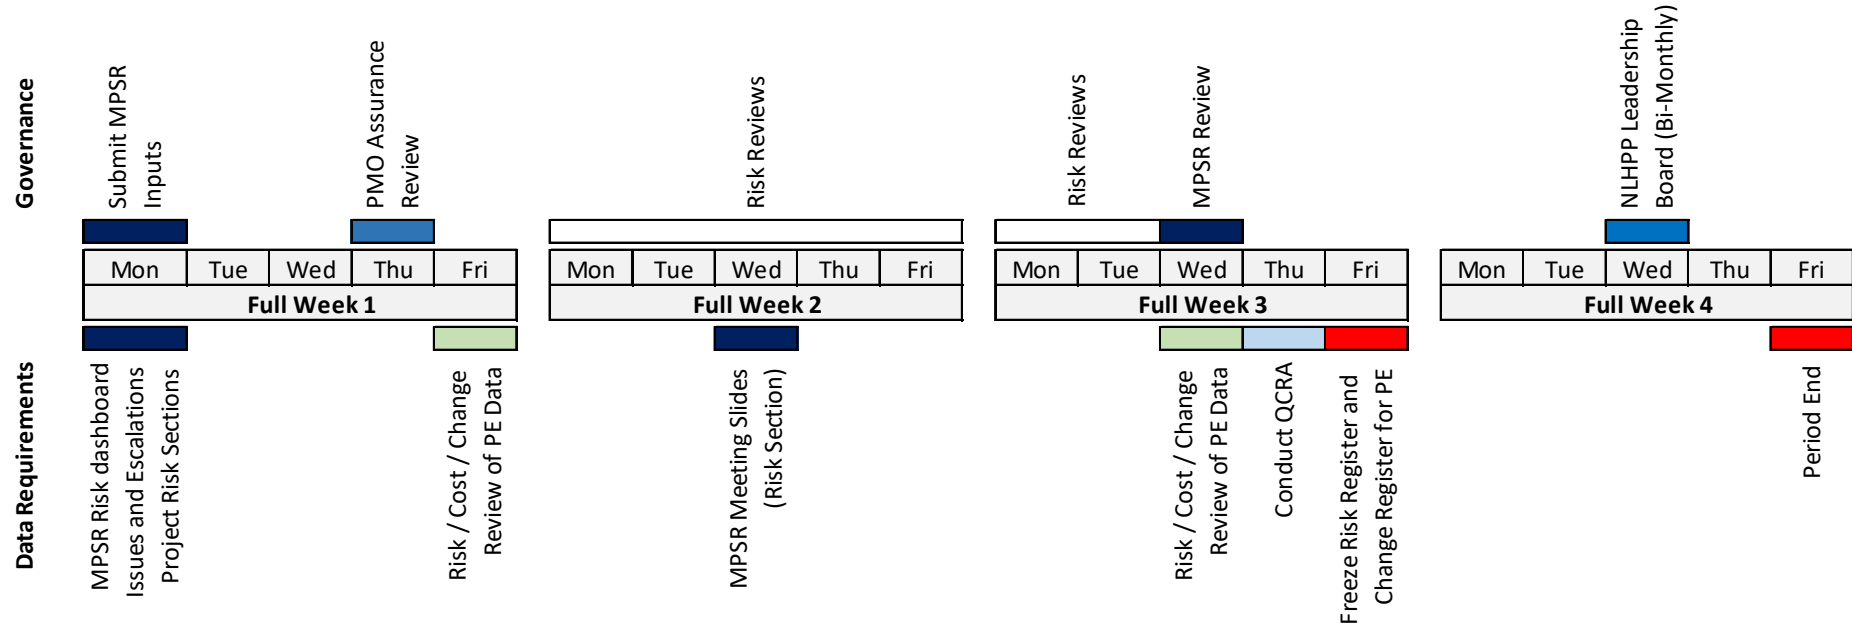 Governance
Submit MPSR
Inputs
PMO Assurance
Review
Risk Reviews
Risk Reviews
MPSR Review
NLHPP Leadership
Board (Bi-Monthly)
Mon Tue Wed Thu Fri
Mon Tue Wed Thu Fri
Mon Tue Wed Thu Fri
Mon Tue Wed Thu Fri
Full Week 1
Full Week 2
Full Week 3
Full Week 4
Data Requirements
MPSR Risk dashboard
Issues and Escalations
Project Risk Sections
Risk / Cost / Change
Review of PE Data
MPSR Meeting Slides
(Risk Section)
Risk / Cost / Change
Review of PE Data
Conduct QCRA
Freeze Risk Register and
Change Register for PE
Period End